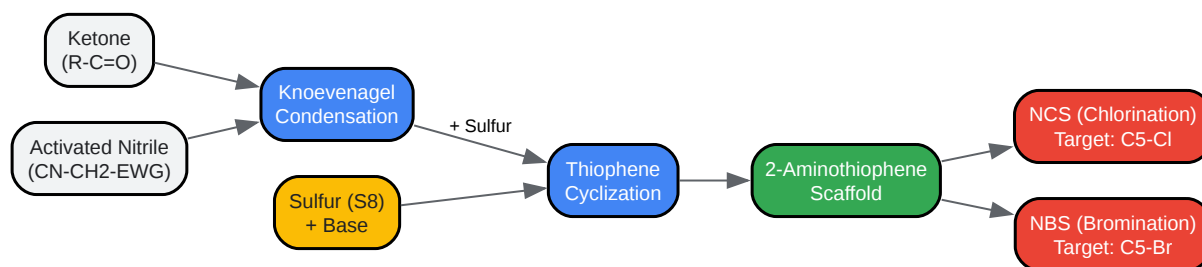 Ketone
(R-C=O)
Activated Nitrile
(CN-CH2-EWG)
Knoevenagel
Condensation
+ Sulfur
Sulfur (S8)
+ Base
Thiophene
Cyclization
2-Aminothiophene
Scaffold
NCS (Chlorination)
Target: C5-Cl
NBS (Bromination)
Target: C5-Br